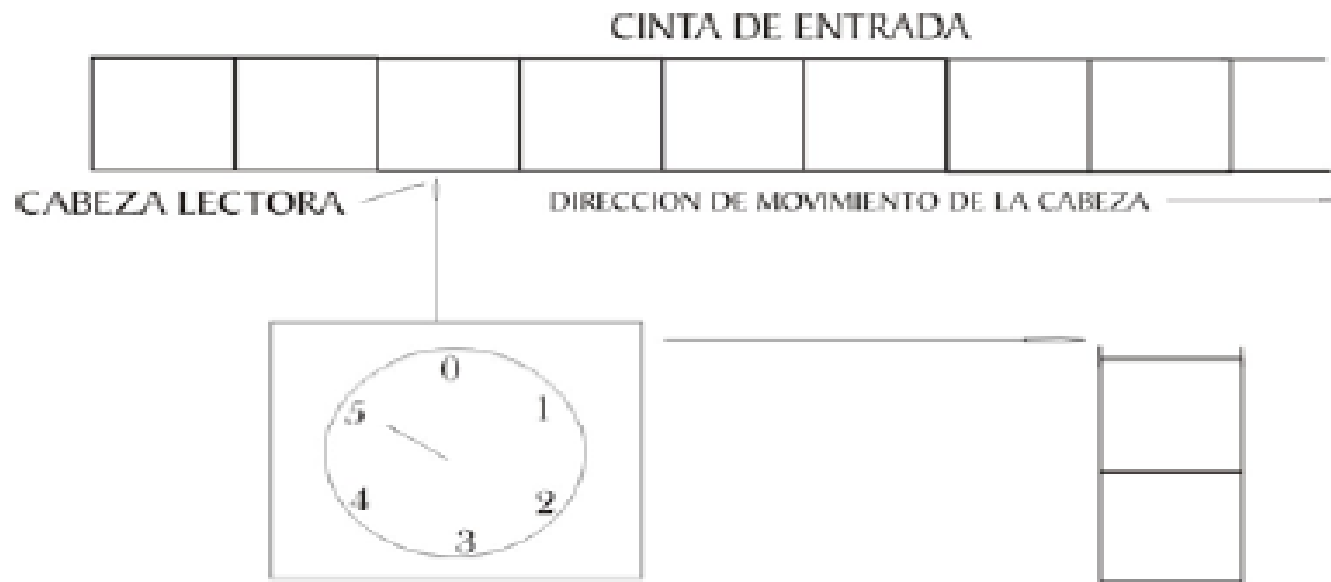 CINTA DE ENTRADA
CABEZA LECTORA
DIRECCION DE MOVIMIENTO DE LA CABEZA
0
5 1
4 2
3